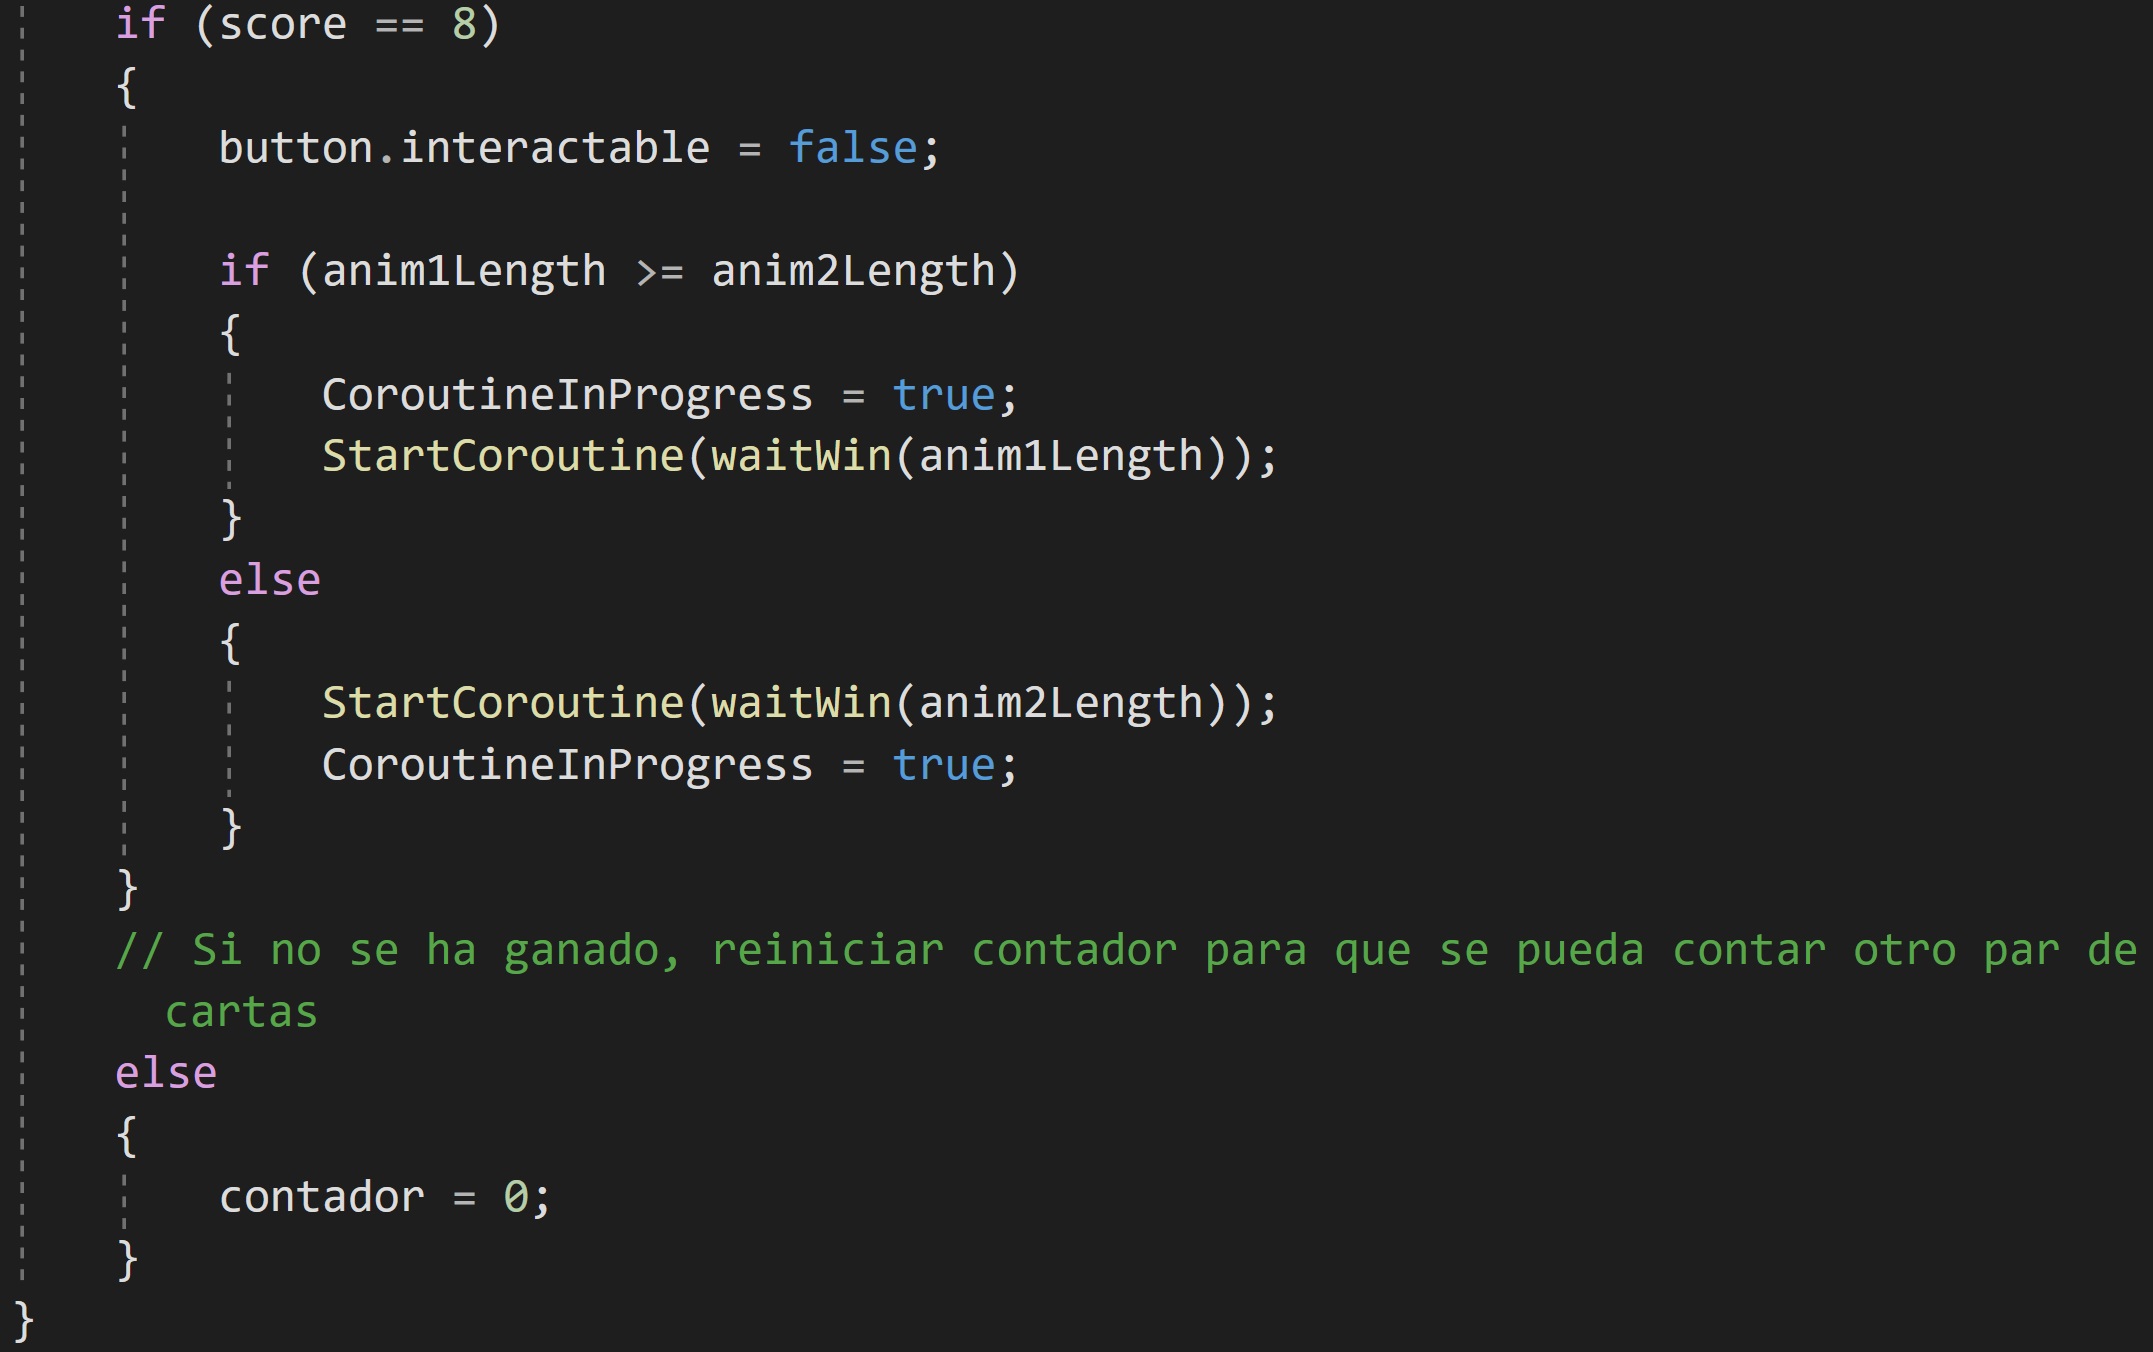 if (score == 8)
{
button.interactable = false;
if (anim1Length >= anim2Length)
{
CoroutineInProgress = true;
StartCoroutine(waitWin(anim1Length));
}
else
{
StartCoroutine(waitWin(anim2Length));
CoroutineInProgress = true;
}
}
// Si no se ha ganado, reiniciar contador para que se pueda contar otro par de
cartas
else
{
contador = 0;
}
}